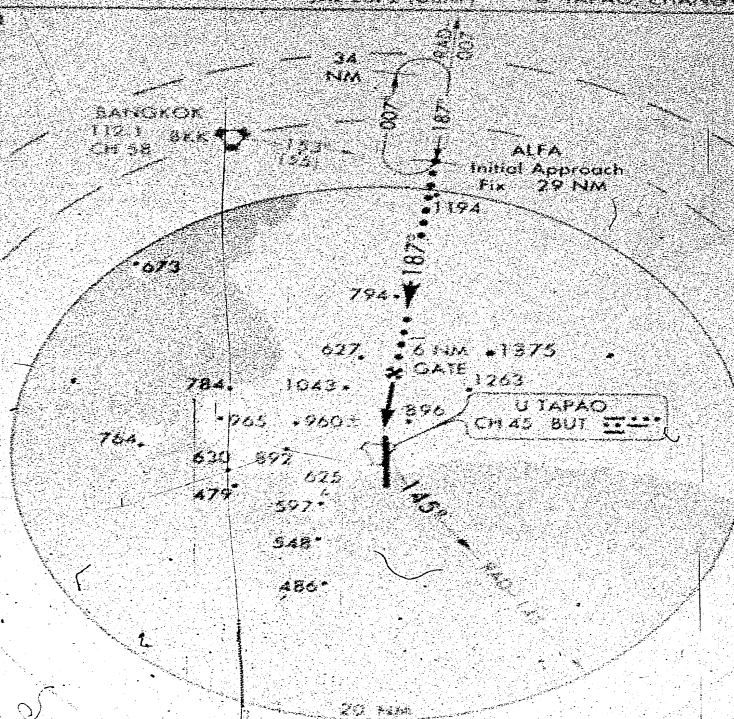 34
NM
RAD
007
007°
187°
BANGKOK
112.1 BKK
CH 58
ALFA
Initial Approach
Fix 29 NM
1194
187°
673
794
627
6 NM
GATE
1375
784
1043
1263
965
960±
896
U TAPAO
CH 45 BUT
764
630
892
479
625
597
145°
548
486
20 NM